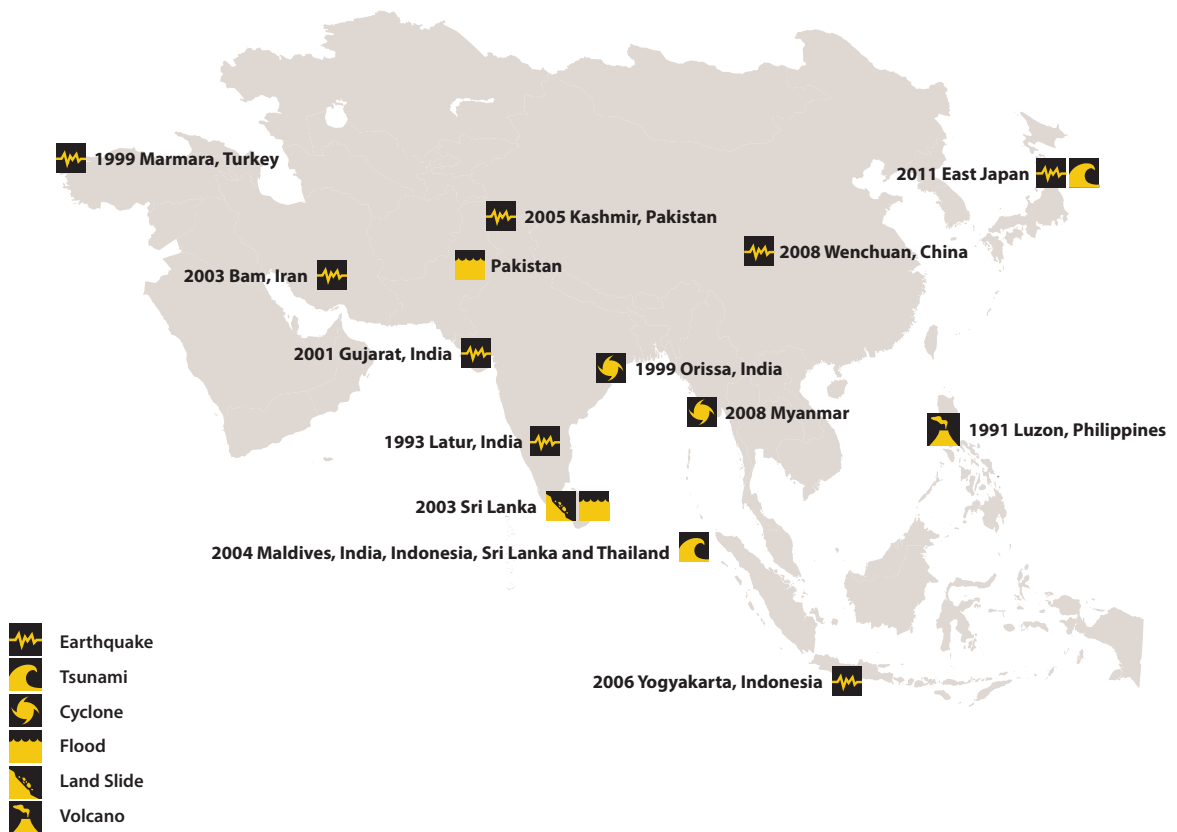 1999 Marmara, Turkey
2011 East Japan
2005 Kashmir, Pakistan
2008 Wenchuan, China
Pakistan
2003 Bam, Iran
2001 Gujarat, India
1999 Orissa, India
2008 Myanmar
1991 Luzon, Philippines
1993 Latur, India
2003 Sri Lanka
2004 Maldives, India, Indonesia, Sri Lanka and Thailand
2006 Yogyakarta, Indonesia
Earthquake
Tsunami
Cyclone
Flood
Land Slide
Volcano